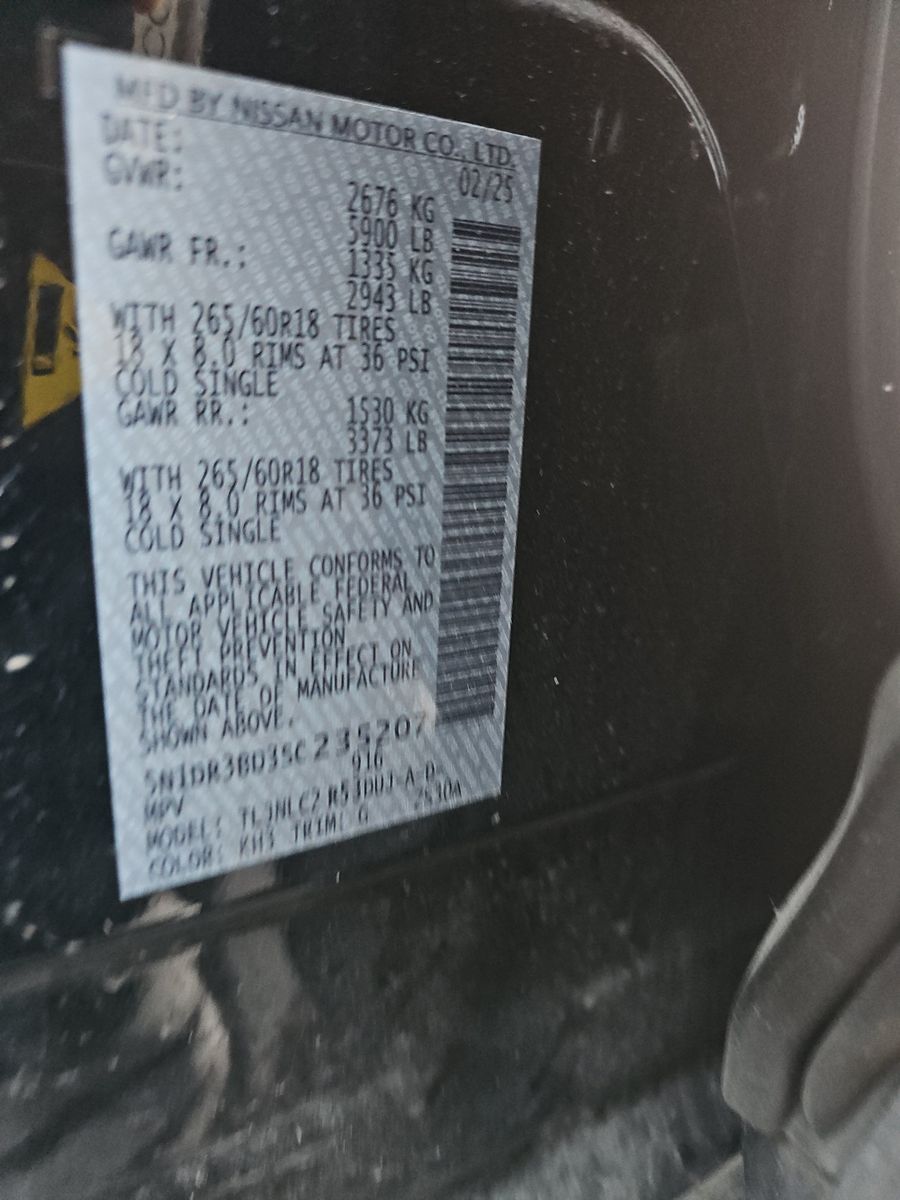 MFD BY NISSAN MOTOR CO., LTD.
DATE: 02/25
GVWR: 2676 KG
5900 LB
GAWR FR.: 1335 KG
2943 LB
WITH 265/60R18 TIRES
18 X 8.0 RIMS AT 36 PSI
COLD SINGLE
GAWR RR.: 1530 KG
3373 LB
WITH 265/60R18 TIRES
18 X 8.0 RIMS AT 36 PSI
COLD SINGLE
THIS VEHICLE CONFORMS TO
ALL APPLICABLE FEDERAL
MOTOR VEHICLE SAFETY AND
THEFT PREVENTION
STANDARDS IN EFFECT ON
THE DATE OF MANUFACTURE
SHOWN ABOVE.
5N1DR3BD3SC235207
916
MPV
MODEL:
COLOR: KH3 TRIM: G